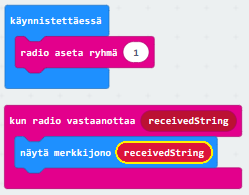 käynnistettäessä
radio aseta ryhmä 1
kun radio vastaanottaa receivedString
näytä merkkijono receivedString